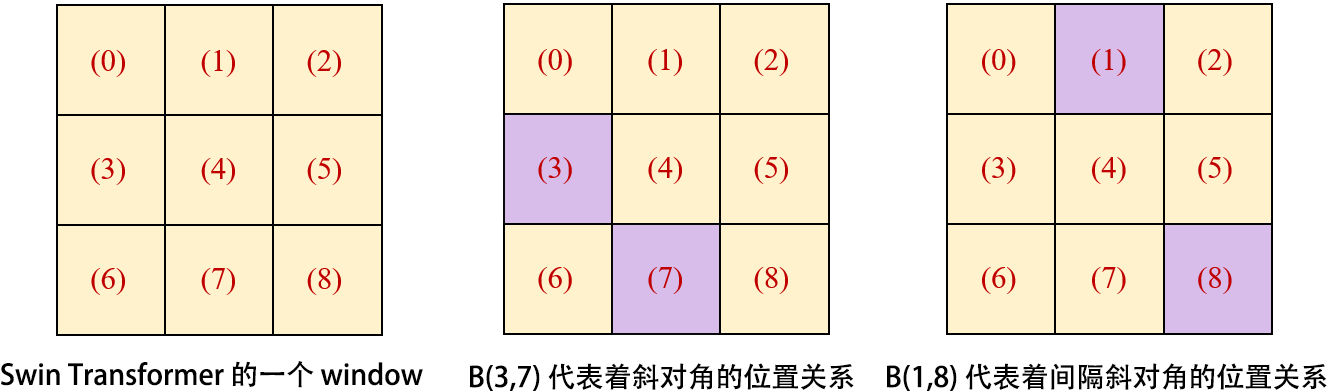 (0) (1) (2) (0) (1) (2) (0) (1) (2)
(3) (4) (5) (3) (4) (5) (3) (4) (5)
(6) (7) (8) (6) (7) (8) (6) (7) (8)
Swin Transformer 的一个 window B(3,7) 代表着斜对角的位置关系 B(1,8) 代表着间隔斜对角的位置关系